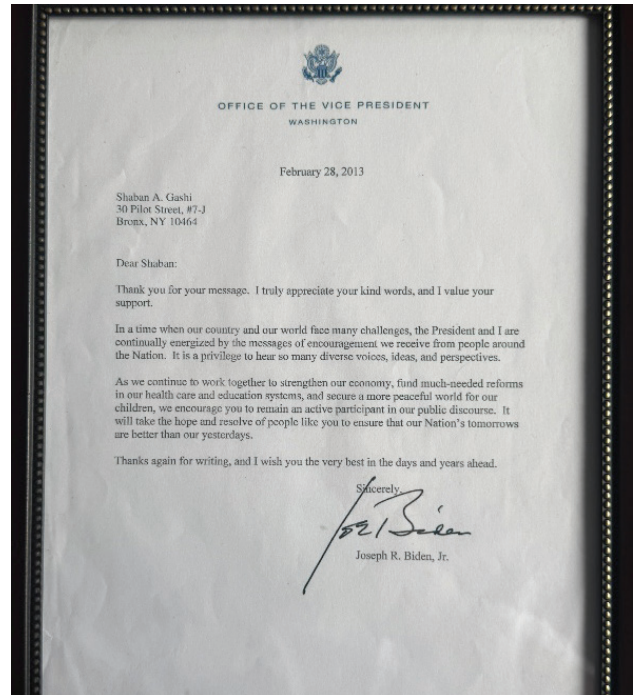 OFFICE OF THE VICE PRESIDENT
WASHINGTON
February 28, 2013
Shaban A. Gashi
30 Pilot Street, #7-J
Bronx, NY 10464
Dear Shaban:
Thank you for your message. I truly appreciate your kind words, and I value your
support.
In a time when our country and our world face many challenges, the President and I are
continually energized by the messages of encouragement we receive from people around
the Nation. It is a privilege to hear so many diverse voices, ideas, and perspectives.
As we continue to work together to strengthen our economy, fund much-needed reforms
in our health care and education systems, and secure a more peaceful world for our
children, we encourage you to remain an active participant in our public discourse. It
will take the hope and resolve of people like you to ensure that our Nation's tomorrows
are better than our yesterdays.
Thanks again for writing, and I wish you the very best in the days and years ahead.
Sincerely,
Joe Biden
Joseph R. Biden, Jr.